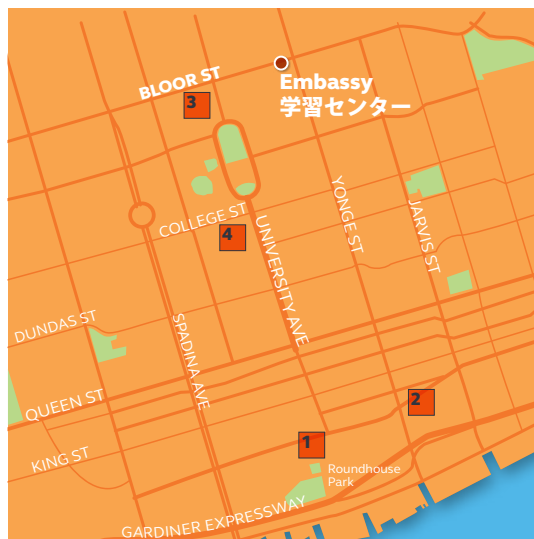 BLOOR ST
Embassy
学習センター
3
COLLEGE ST
4
UNIVERSITY AVE
YONGE ST
JARVIS ST
DUNDAS ST
SPADINA AVE
QUEEN ST
2
KING ST
1
Roundhouse
Park
GARDINER EXPRESSWAY